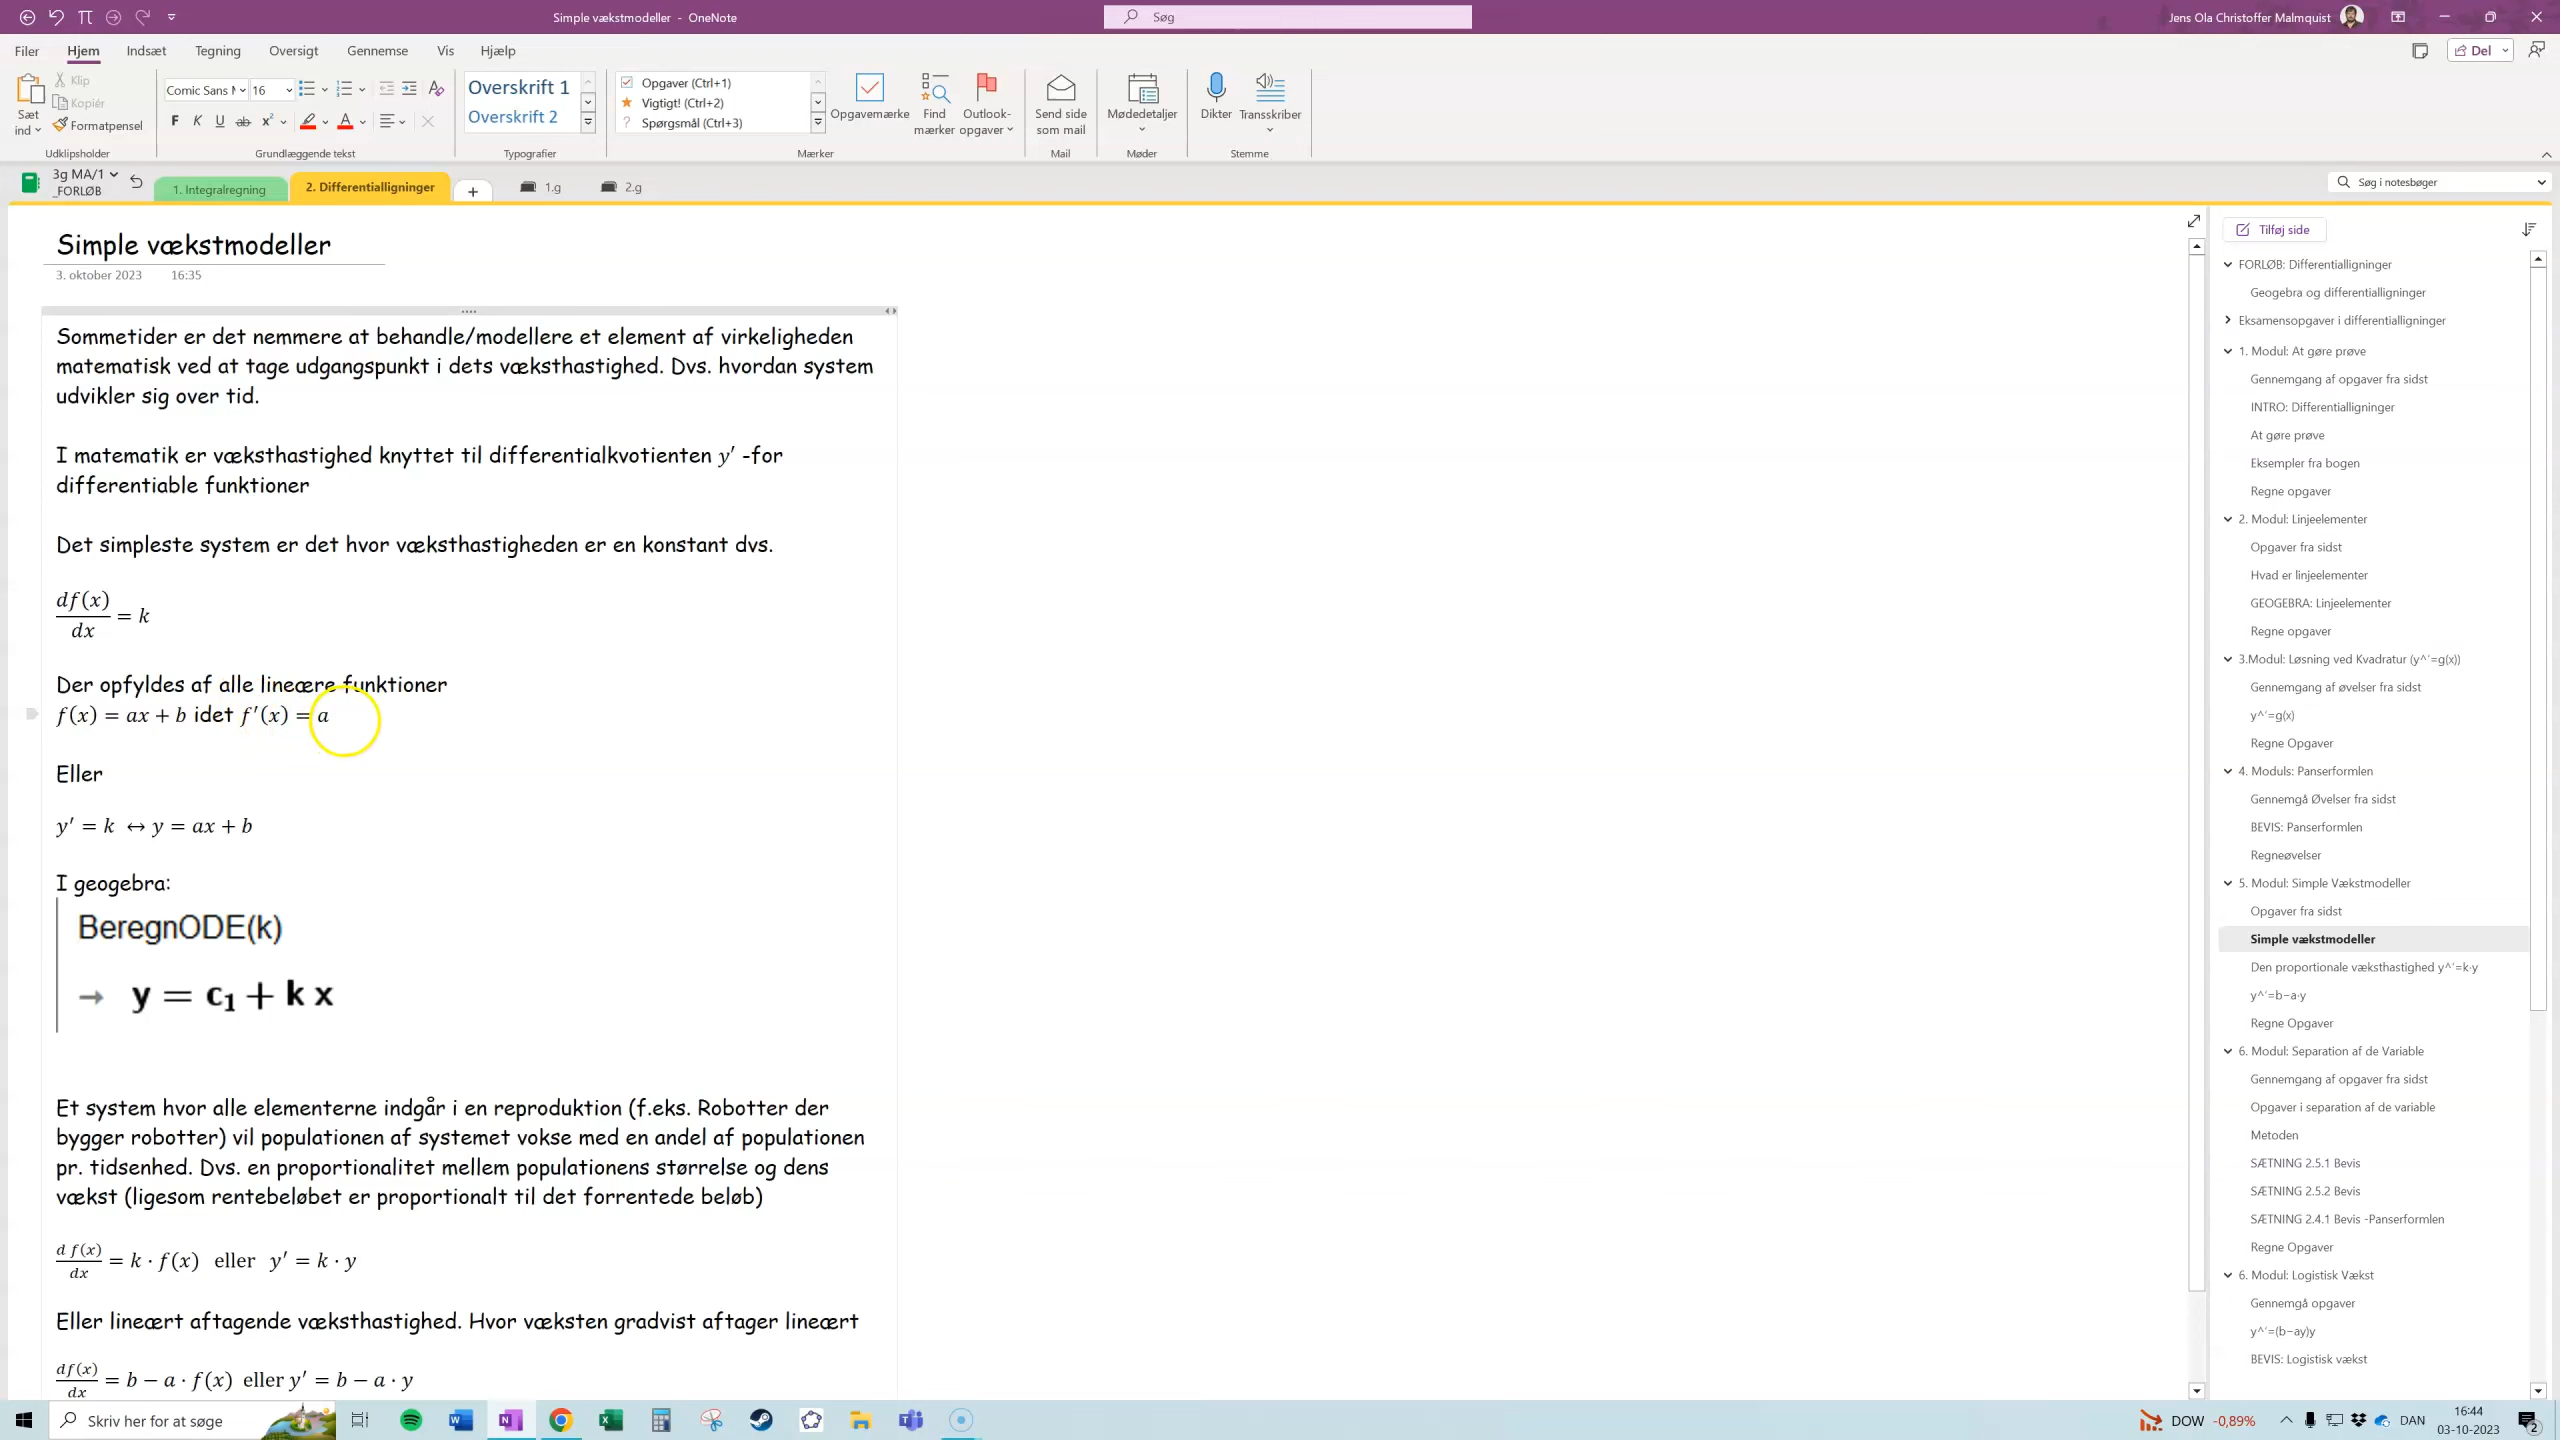 Simple vækstmodeller - OneNote
Søg
Jens Ola Christoffer Malmquist
Filer
Hjem
Indsæt
Tegning
Oversigt
Gennemse
Vis
Hjælp
Del
Sæt ind
Klip
Kopiér
Formatpensel
Udklipsholder
Comic Sans M
16
F K U ab x²
A
Grundlæggende tekst
Overskrift 1
Overskrift 2
Typografier
Opgaver (Ctrl+1)
Vigtigt! (Ctrl+2)
? Spørgsmål (Ctrl+3)
Opgavemærke
Find mærker
Outlook-opgaver
Mærker
Send side som mail
Mail
Mødedetaljer
Møder
Dikter
Transskriber
Stemme
3g MA/1
_FORLØB
1. Integralregning
2. Differentialligninger
+
1.g
2.g
Søg i notesbøger
Simple vækstmodeller
3. oktober 2023 16:35
Sommetider er det nemmere at behandle/modellere et element af virkeligheden
matematisk ved at tage udgangspunkt i dets væksthastighed. Dvs. hvordan system
udvikler sig over tid.
I matematik er væksthastighed knyttet til differentialkvotienten y′ -for
differentiable funktioner
Det simpleste system er det hvor væksthastigheden er en konstant dvs.
df(x)/dx = k
Der opfyldes af alle lineære funktioner
f(x) = ax + b idet f′(x) = a
Eller
y′ = k ↔ y = ax + b
I geogebra:
BeregnODE(k)
→ y = c₁ + k x
Et system hvor alle elementerne indgår i en reproduktion (f.eks. Robotter der
bygger robotter) vil populationen af systemet vokse med en andel af populationen
pr. tidsenhed. Dvs. en proportionalitet mellem populationens størrelse og dens
vækst (ligesom rentebeløbet er proportionalt til det forrentede beløb)
d f(x)/dx = k · f(x) eller y′ = k · y
Eller lineært aftagende væksthastighed. Hvor væksten gradvist aftager lineært
df(x)/dx = b − a · f(x) eller y′ = b − a · y
Tilføj side
FORLØB: Differentialligninger
Geogebra og differentialligninger
Eksamensopgaver i differentialligninger
1. Modul: At gøre prøve
Gennemgang af opgaver fra sidst
INTRO: Differentialligninger
At gøre prøve
Eksempler fra bogen
Regne opgaver
2. Modul: Linjeelementer
Opgaver fra sidst
Hvad er linjeelementer
GEOGEBRA: Linjeelementer
Regne opgaver
3.Modul: Løsning ved Kvadratur (y^′=g(x))
Gennemgang af øvelser fra sidst
y^′=g(x)
Regne Opgaver
4. Moduls: Panserformlen
Gennemgå Øvelser fra sidst
BEVIS: Panserformlen
Regneøvelser
5. Modul: Simple Vækstmodeller
Opgaver fra sidst
Simple vækstmodeller
Den proportionale væksthastighed y^′=k·y
y^′=b−a·y
Regne Opgaver
6. Modul: Separation af de Variable
Gennemgang af opgaver fra sidst
Opgaver i separation af de variable
Metoden
SÆTNING 2.5.1 Bevis
SÆTNING 2.5.2 Bevis
SÆTNING 2.4.1 Bevis -Panserformlen
Regne Opgaver
6. Modul: Logistisk Vækst
Gennemgå opgaver
y^′=(b−ay)y
BEVIS: Logistisk vækst
Skriv her for at søge
DOW -0,89%
DAN
16:44
03-10-2023
2